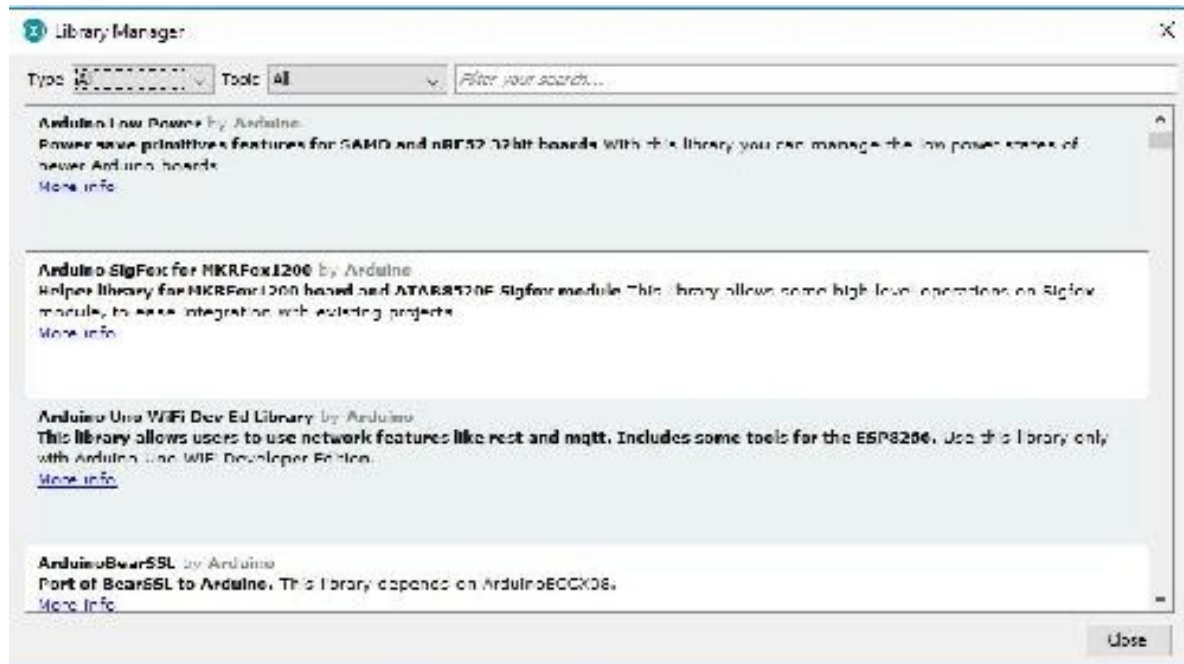 Library Manager
Type All Topic All Filter your search...
Arduino Low Power by Arduino
Power save primitives features for SAMD and nRF52 32bit boards With this library you can manage the low power states of
newer Arduino boards
More info
Arduino SigFox for MKRFox1200 by Arduino
Helper library for MKRFox1200 board and ATAB8520E Sigfox module This library allows some high level operations on Sigfox
module, to ease integration with existing projects
More info
Arduino Uno WiFi Dev Ed Library by Arduino
This library allows users to use network features like rest and mqtt. Includes some tools for the ESP8266. Use this library only
with Arduino Uno WiFi Developer Edition.
More info
ArduinoBearSSL by Arduino
Port of BearSSL to Arduino. This library depends on ArduinoECCX08.
More info
Close